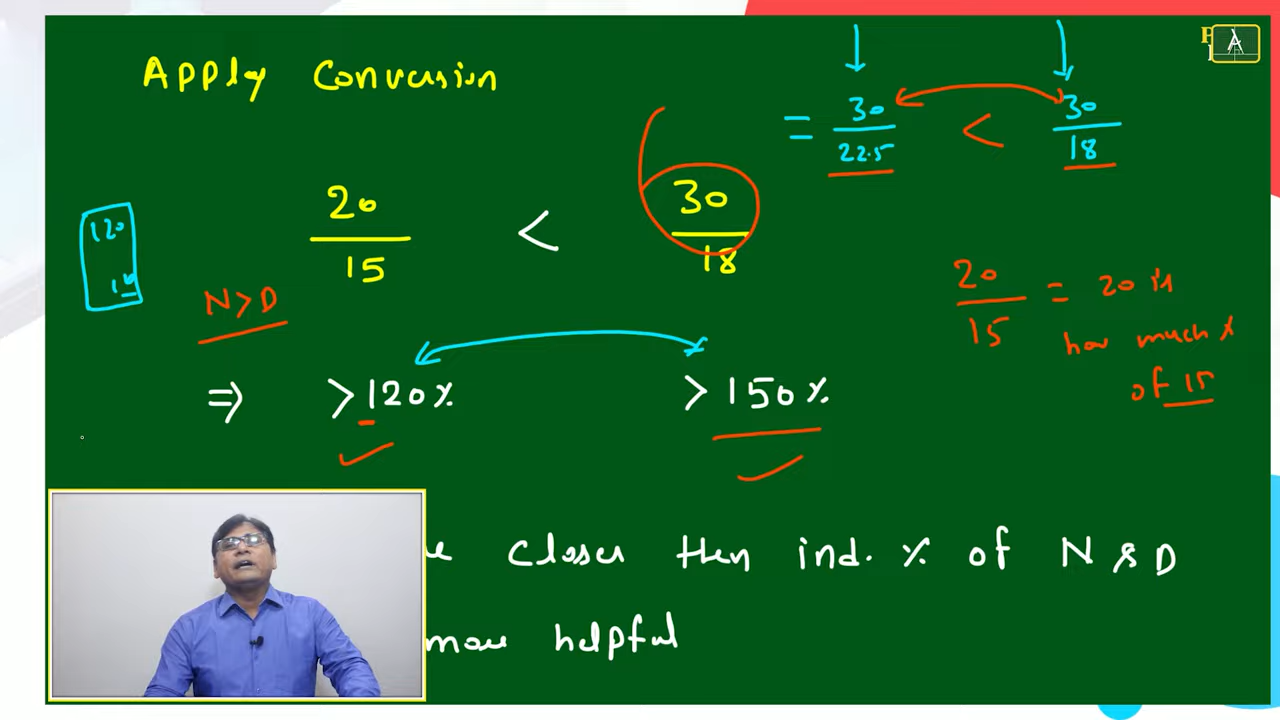 Apply Conversion
= 30/22.5 < 30/18
20/15 < 30/18
120
N>D
20/15 = 20 is
how much %
of 15
⇒ >120% >150%
closer then ind. % of N & D
more helpful
A